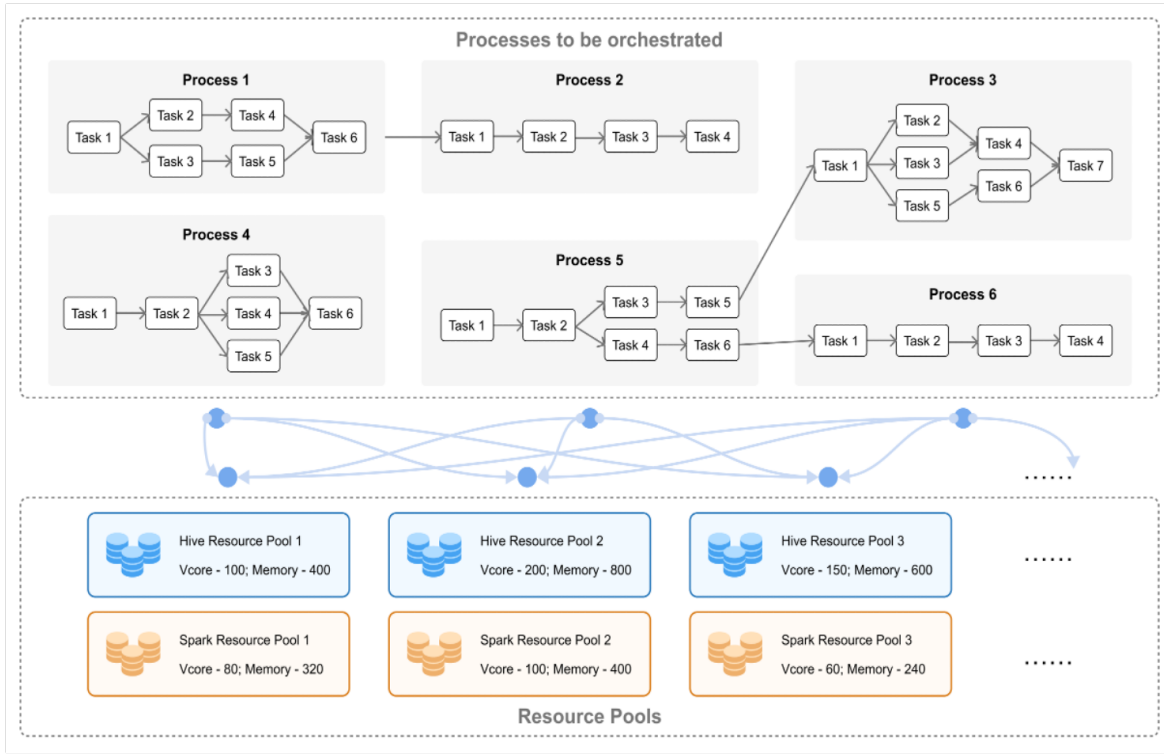 Processes to be orchestrated
Process 1
Task 1
Task 2
Task 4
Task 3
Task 5
Task 6
Process 2
Task 1
Task 2
Task 3
Task 4
Process 3
Task 1
Task 2
Task 3
Task 5
Task 4
Task 6
Task 7
Process 4
Task 1
Task 2
Task 3
Task 4
Task 5
Task 6
Process 5
Task 1
Task 2
Task 3
Task 5
Task 4
Task 6
Process 6
Task 1
Task 2
Task 3
Task 4
......
Hive Resource Pool 1
Vcore - 100; Memory - 400
Hive Resource Pool 2
Vcore - 200; Memory - 800
Hive Resource Pool 3
Vcore - 150; Memory - 600
......
Spark Resource Pool 1
Vcore - 80; Memory - 320
Spark Resource Pool 2
Vcore - 100; Memory - 400
Spark Resource Pool 3
Vcore - 60; Memory - 240
......
Resource Pools